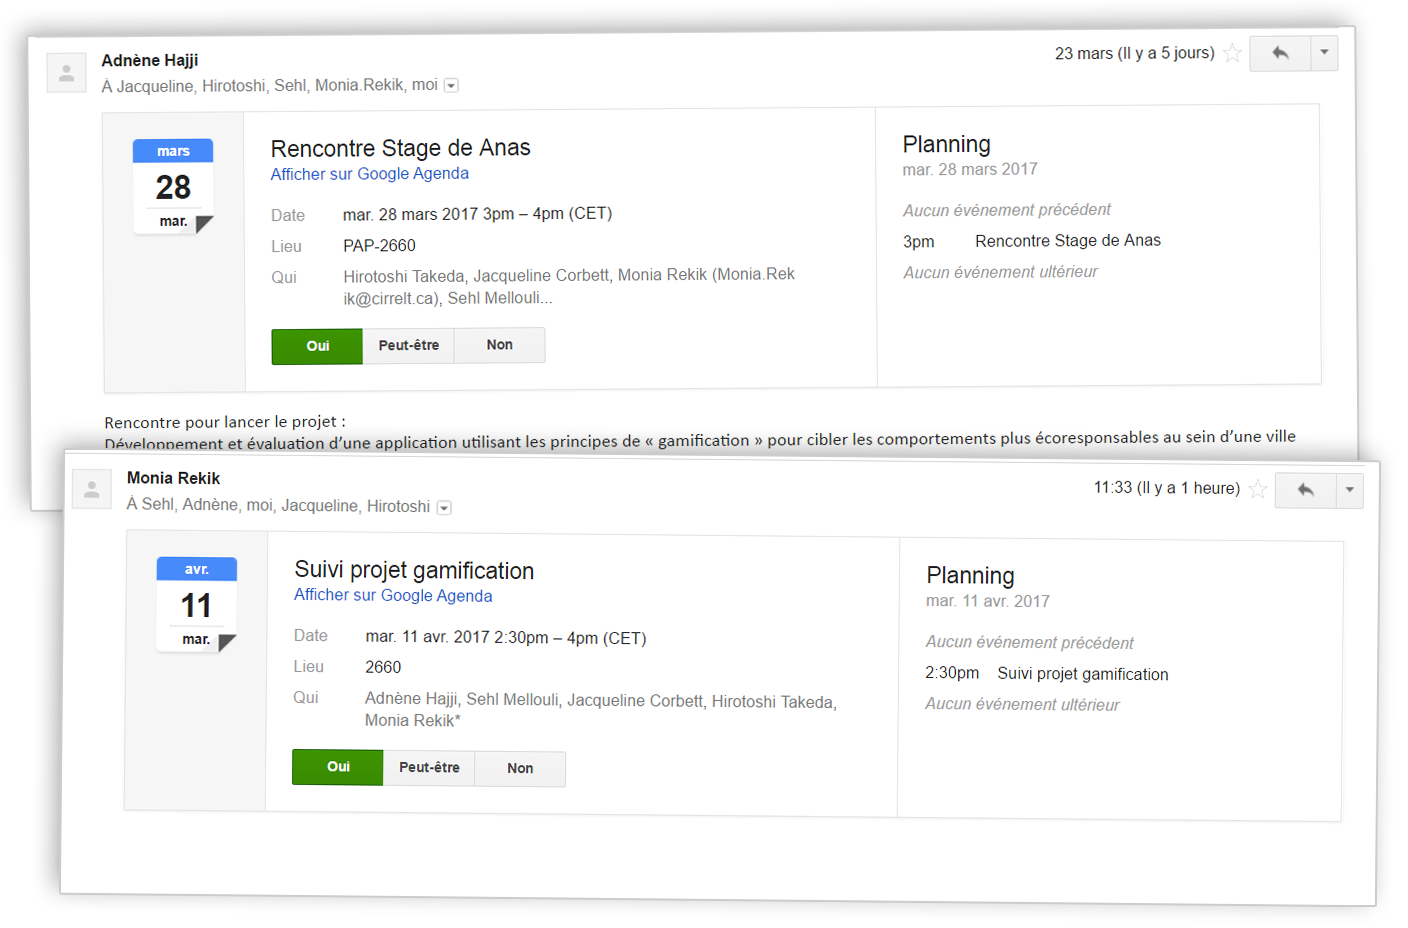 Adnène Hajji
23 mars (Il y a 5 jours)
À Jacqueline, Hirotoshi, Sehl, Monia.Rekik, moi
mars
28
mar.
Rencontre Stage de Anas
Afficher sur Google Agenda
Date mar. 28 mars 2017 3pm – 4pm (CET)
Lieu PAP-2660
Qui Hirotoshi Takeda, Jacqueline Corbett, Monia Rekik (Monia.Rek
ik@cirrelt.ca), Sehl Mellouli...
Oui Peut-être Non
Planning
mar. 28 mars 2017
Aucun événement précédent
3pm Rencontre Stage de Anas
Aucun événement ultérieur
Rencontre pour lancer le projet :
Développement et évaluation d’une application utilisant les principes de « gamification » pour cibler les comportements plus écoresponsables au sein d’une ville
Monia Rekik
11:33 (Il y a 1 heure)
À Sehl, Adnène, moi, Jacqueline, Hirotoshi
avr.
11
mar.
Suivi projet gamification
Afficher sur Google Agenda
Date mar. 11 avr. 2017 2:30pm – 4pm (CET)
Lieu 2660
Qui Adnène Hajji, Sehl Mellouli, Jacqueline Corbett, Hirotoshi Takeda,
Monia Rekik*
Oui Peut-être Non
Planning
mar. 11 avr. 2017
Aucun événement précédent
2:30pm Suivi projet gamification
Aucun événement ultérieur